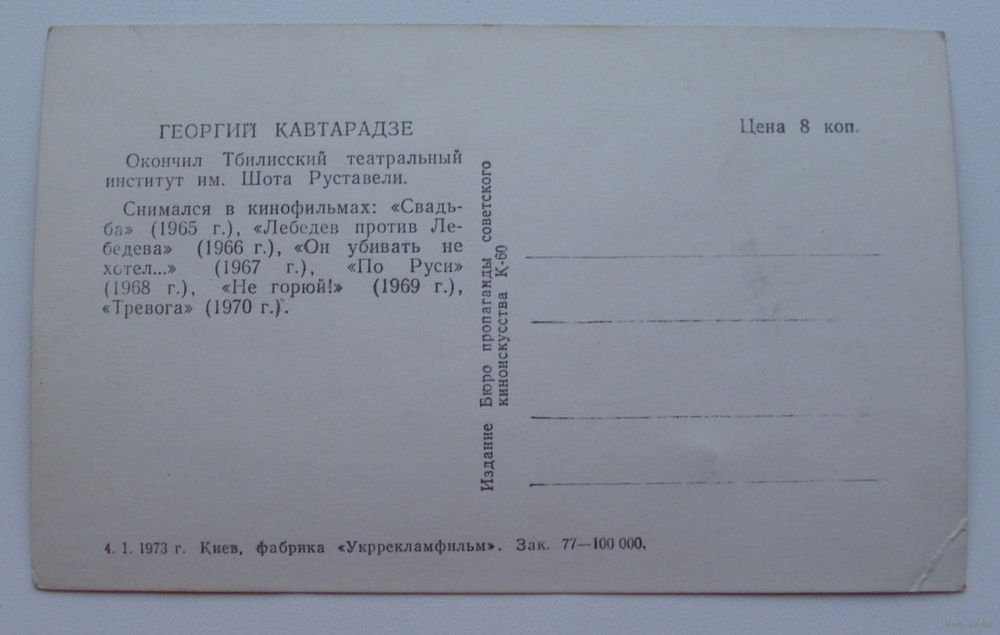 ГЕОРГИЙ КАВТАРАДЗЕ
Окончил Тбилисский театральный
институт им. Шота Руставели.
Снимался в кинофильмах: «Свадь-
ба» (1965 г.), «Лебедев против Ле-
бедева» (1966 г.), «Он убивать не
хотел...» (1967 г.), «По Руси»
(1968 г.), «Не горюй!» (1969 г.),
«Тревога» (1970 г.).
Издание Бюро пропаганды советского
киноискусства К-60
Цена 8 коп.
4. I. 1973 г. Киев, фабрика «Укррекламфильм». Зак. 77—100 000.